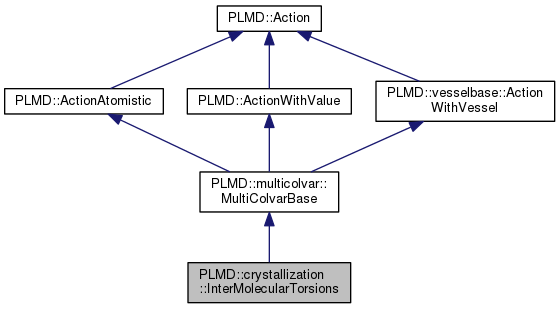 PLMD::Action
PLMD::ActionAtomistic
PLMD::ActionWithValue
PLMD::vesselbase::Action
WithVessel
PLMD::multicolvar::
MultiColvarBase
PLMD::crystallization
::InterMolecularTorsions